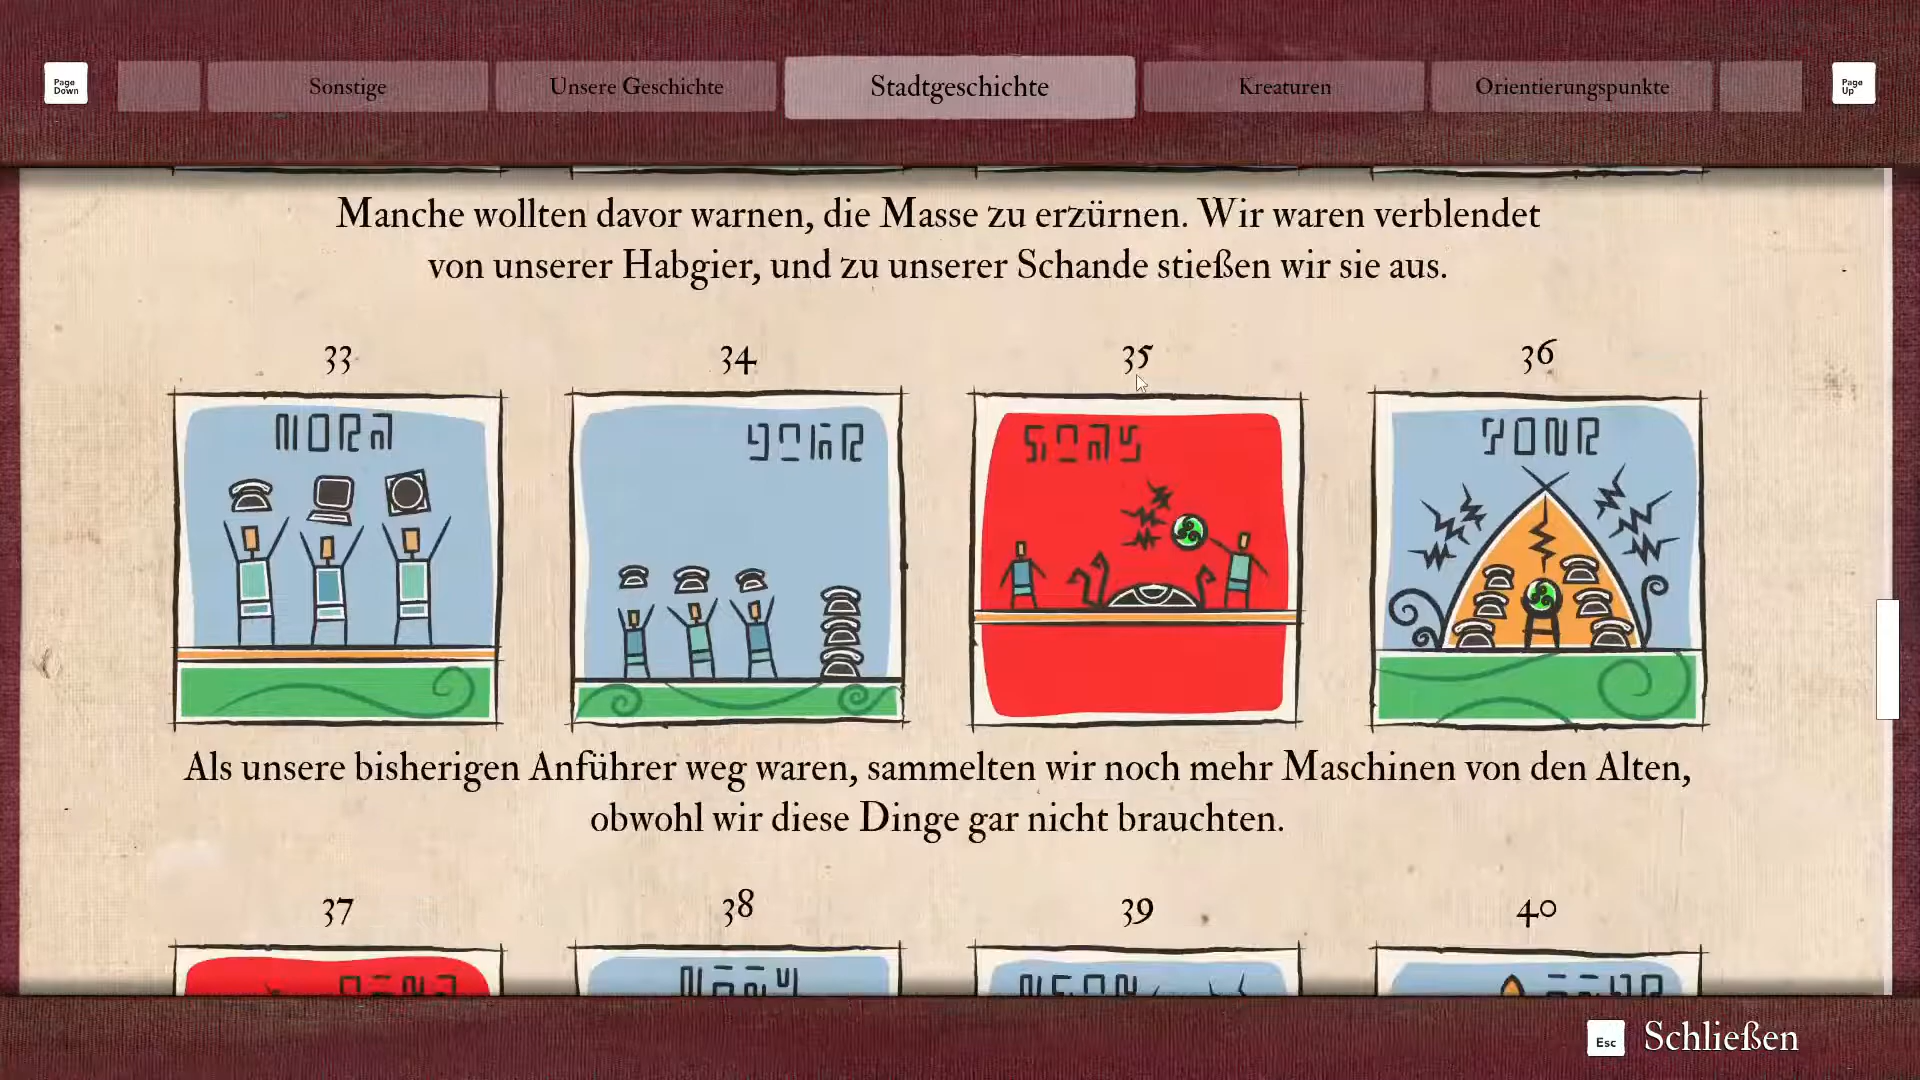 Page Down
Sonstige
Unsere Geschichte
Stadtgeschichte
Kreaturen
Orientierungspunkte
Page Up
Manche wollten davor warnen, die Masse zu erzürnen. Wir waren verblendet
von unserer Habgier, und zu unserer Schande stießen wir sie aus.
33
34
35
36
Als unsere bisherigen Anführer weg waren, sammelten wir noch mehr Maschinen von den Alten,
obwohl wir diese Dinge gar nicht brauchten.
37
38
39
40
Esc
Schließen